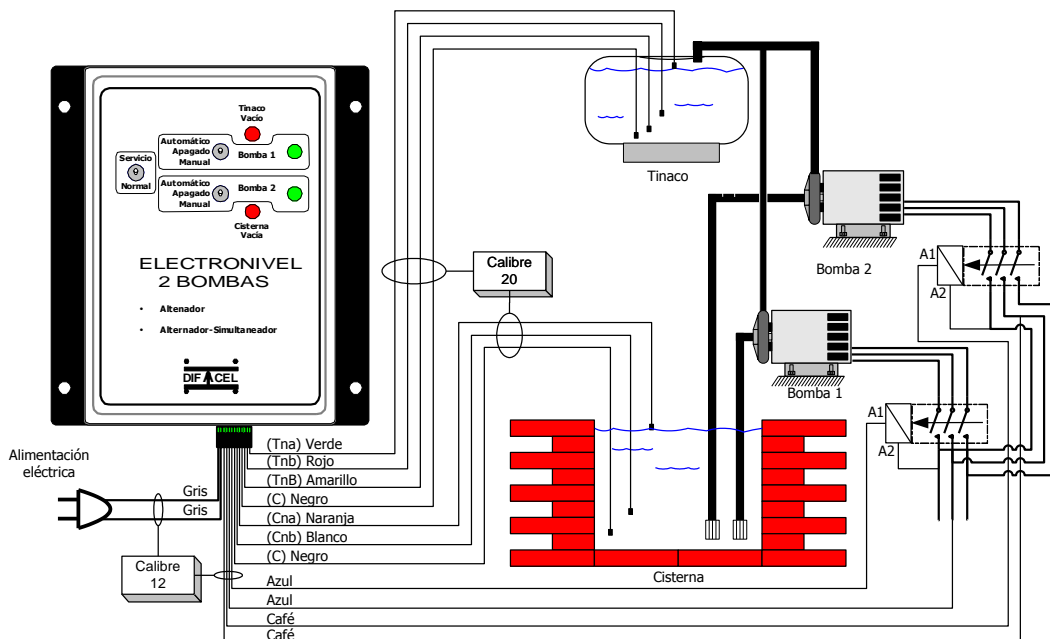 Tinaco
Vacío
Automático
Apagado
Manual
Bomba 1
Servicio
Normal
Automático
Apagado
Manual
Bomba 2
Cisterna
Vacía
ELECTRONIVEL
2 BOMBAS
• Altenador
• Alternador-Simultaneador
DIFACEL
Alimentación
eléctrica
Gris
Gris
Calibre
12
(Tna) Verde
(Tnb) Rojo
(TnB) Amarillo
(C) Negro
(Cna) Naranja
(Cnb) Blanco
(C) Negro
Azul
Azul
Café
Café
Calibre
20
Tinaco
Bomba 2
A1
A2
Bomba 1
A1
A2
Cisterna